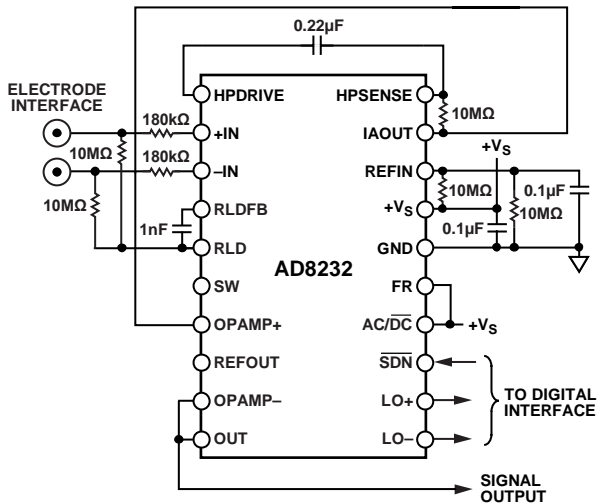 0.22µF
ELECTRODE
INTERFACE
HPDRIVE
HPSENSE
180kΩ
10MΩ
+IN
IAOUT
+VS
10MΩ
180kΩ
–IN
REFIN
10MΩ
10MΩ
0.1µF
RLDFB
+VS
10MΩ
1nF
0.1µF
RLD
GND
AD8232
SW
FR
OPAMP+
AC/DC
+VS
REFOUT
SDN
OPAMP–
LO+
TO DIGITAL
INTERFACE
OUT
LO–
SIGNAL
OUTPUT